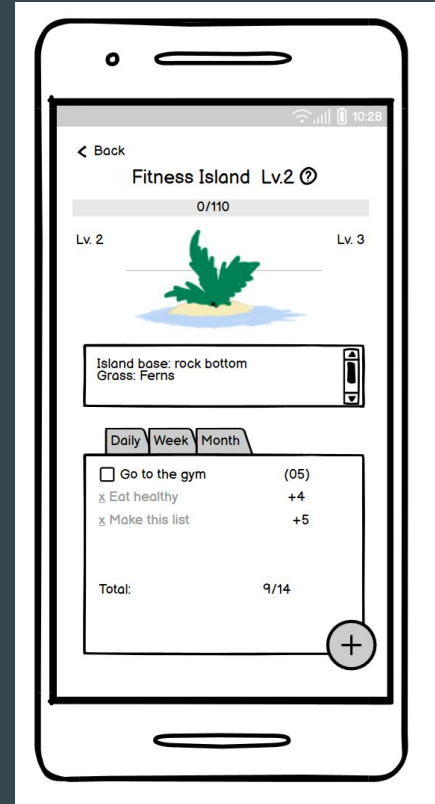 10:28
Back
Fitness Island Lv.2 ?
0/110
Lv. 2 Lv. 3
Island base: rock bottom
Grass: Ferns
Daily Week Month
Go to the gym (05)
x Eat healthy +4
x Make this list +5
Total: 9/14
+